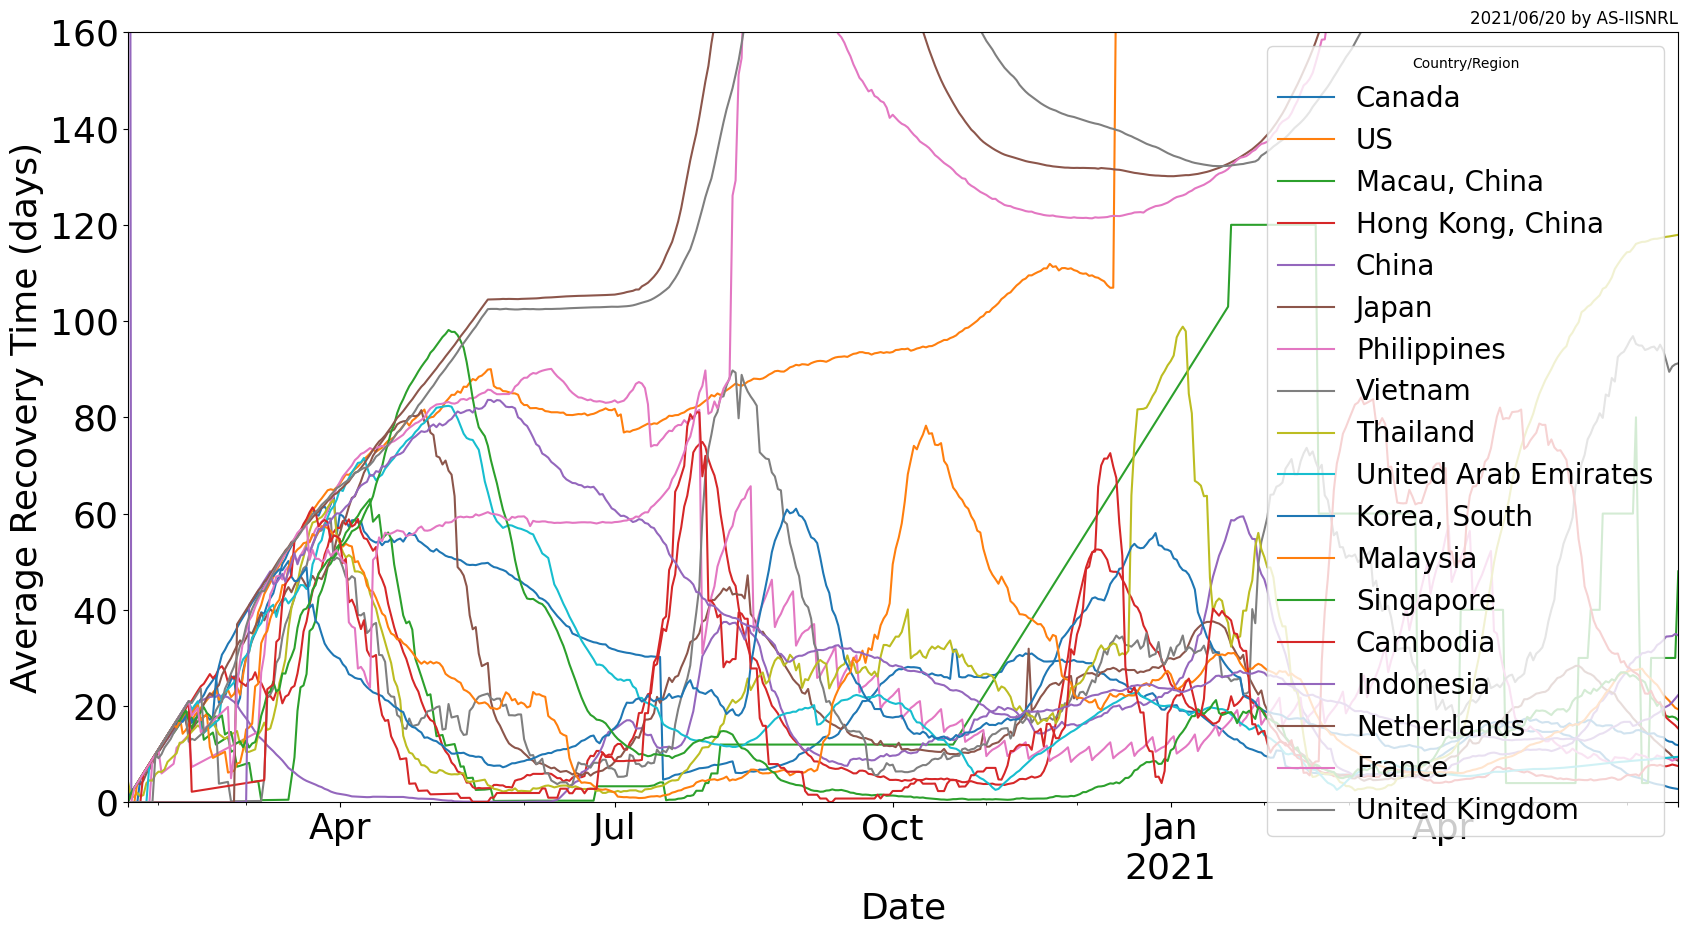 2021/06/20 by AS-IISNRL
Average Recovery Time (days)
160
140
120
100
80
60
40
20
0
Country/Region
Canada
US
Macau, China
Hong Kong, China
China
Japan
Philippines
Vietnam
Thailand
United Arab Emirates
Korea, South
Malaysia
Singapore
Cambodia
Indonesia
Netherlands
France
United Kingdom
Apr Jul Oct Jan Apr
2021
Date